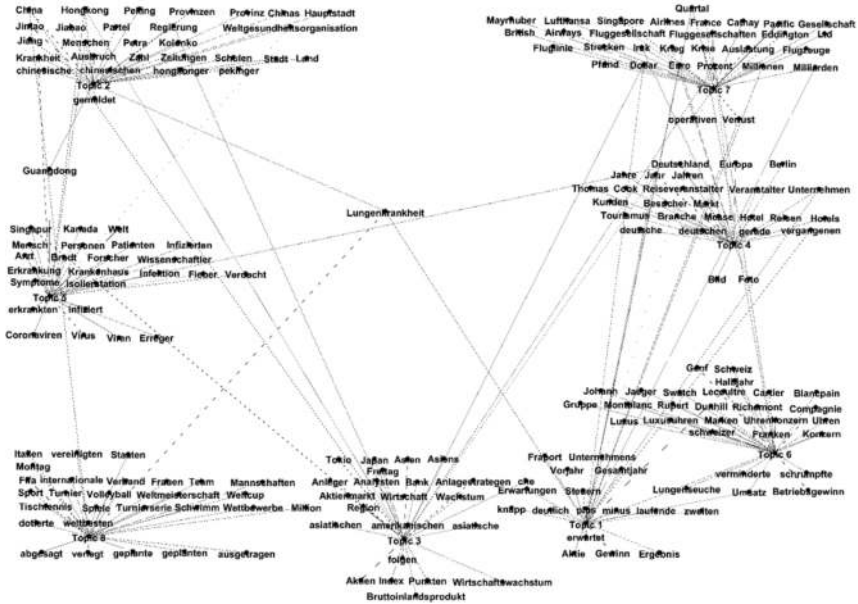 China Hongkong Peking Provinzen Provinz Chinas Hauptstadt
Jintao Jiabao Partei Regierung Weltgesundheitsorganisation
Jiang Menschen Petra Kolonko
Krankheit Ausbruch Zahl Zeitungen Schulen Stadt Land
chinesische chinesischen hongkonger pekinger
Topic 2
gemeldet
Guangdong
Quartal
Mayrhuber Lufthansa Singapore Airlines France Cathay Pacific Gesellschaft
British Airways Fluggesellschaft Fluggesellschaften Eddington Ltd
Fluglinie Strecken Irak Krieg Krise Auslastung Flugzeuge
Pfund Dollar Euro Prozent Millionen Milliarden
Topic 7
operativen Verlust
Lungenkrankheit
Deutschland Europa Berlin
Jahre Jahr Jahren
Thomas Cook Reiseveranstalter Veranstalter Unternehmen
Kunden Besucher Markt
Tourismus Branche Messe Hotel Reisen Hotels
deutsche deutschen gerade vergangenen
Topic 4
Bild Foto
Singapur Kanada Welt
Mensch Personen Patienten Infizierten
Arzt Brodt Forscher Wissenschaftler
Erkrankung Krankenhaus Infektion Fieber Verdacht
Symptome Isolierstation
Topic 5
erkrankten infiziert
Coronaviren Virus Viren Erreger
Genf Schweiz
Halbjahr
Johann Jaeger Swatch Lecoultre Cartier Blancpain
Gruppe Montblanc Rupert Dunhill Richemont Compagnie
Luxus Luxusuhren Marken Uhrenkonzern Uhren
schweizer Franken Konzern
Topic 6
verminderte schrumpfte
Lungenseuche Umsatz Betriebsgewinn
Italien vereinigten Staaten
Montag
Fifa internationale Verband Frauen Team Mannschaften
Sport Turnier Volleyball Weltmeisterschaft Weltcup
Tischtennis Spiele Turnierserie Schwimm Wettbewerbe Million
dotierte weltbesten
Topic 8
abgesagt verlegt geplante geplanten ausgetragen
Tokio Japan Asien Asiens
Freitag
Anleger Analysten Bank Anlagestrategen che
Aktienmarkt Wirtschaft Wachstum
Region
asiatischen amerikanischen asiatische
Topic 3
folgen
Aktien Index Punkten Wirtschaftswachstum
Bruttoinlandsprodukt
Fraport Unternehmens
Vorjahr Gesamtjahr
Erwartungen Steuern
knapp deutlich plus minus laufende zweiten
Topic 1
erwartet
Aktie Gewinn Ergebnis